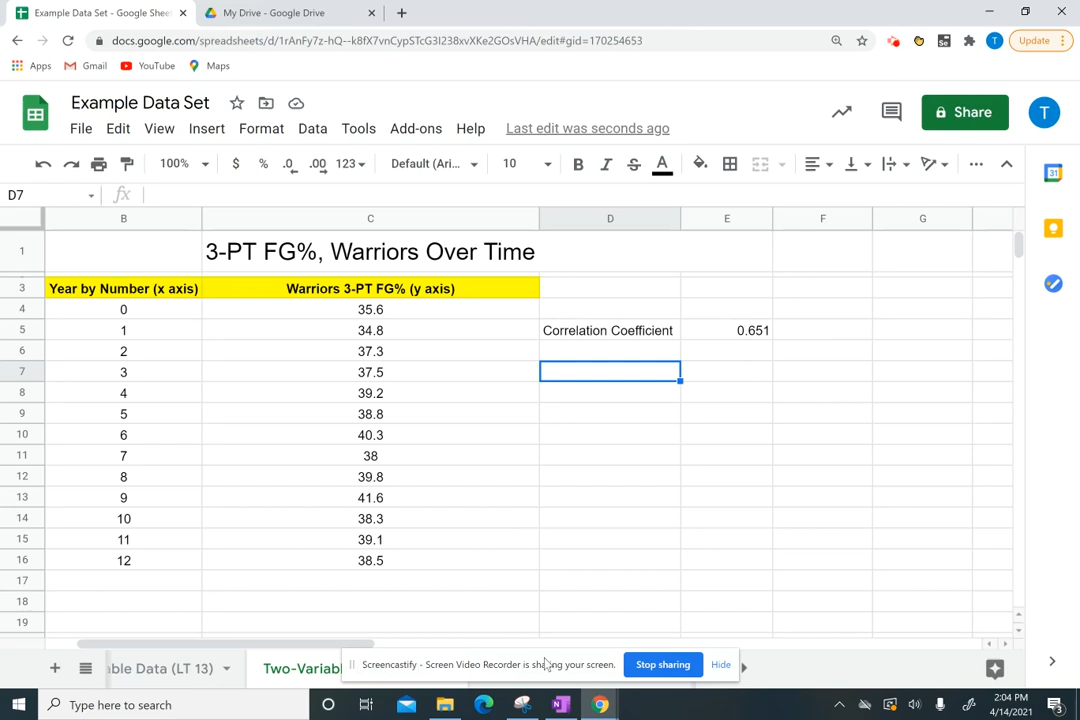 Example Data Set - Google Shee
My Drive - Google Drive
docs.google.com/spreadsheets/d/1rAnFy7z-hQ--k8fX7vnCypSTcG3I238xvXKe2GOsVHA/edit#gid=170254653
Update
Apps Gmail YouTube Maps
Example Data Set
File Edit View Insert Format Data Tools Add-ons Help Last edit was seconds ago
Share
T
100% $ % .0 .00 123 Default (Ari... 10 B I S A
D7 fx
B C D E F G
1 3-PT FG%, Warriors Over Time
3 Year by Number (x axis) Warriors 3-PT FG% (y axis)
4 0 35.6
5 1 34.8 Correlation Coefficient 0.651
6 2 37.3
7 3 37.5
8 4 39.2
9 5 38.8
10 6 40.3
11 7 38
12 8 39.8
13 9 41.6
14 10 38.3
15 11 39.1
16 12 38.5
17
18
19
ble Data (LT 13) Two-Variab
Screencastify - Screen Video Recorder is sharing your screen. Stop sharing Hide
Type here to search
2:04 PM
4/14/2021